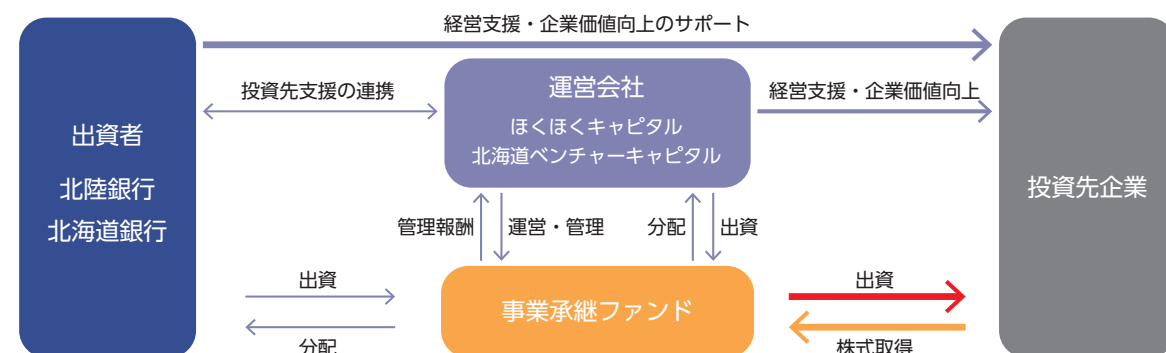 経営支援・企業価値向上のサポート
出資者
北陸銀行
北海道銀行
投資先支援の連携
運営会社
ほくほくキャピタル
北海道ベンチャーキャピタル
経営支援・企業価値向上
投資先企業
管理報酬
運営・管理
分配
出資
出資
分配
事業承継ファンド
出資
株式取得